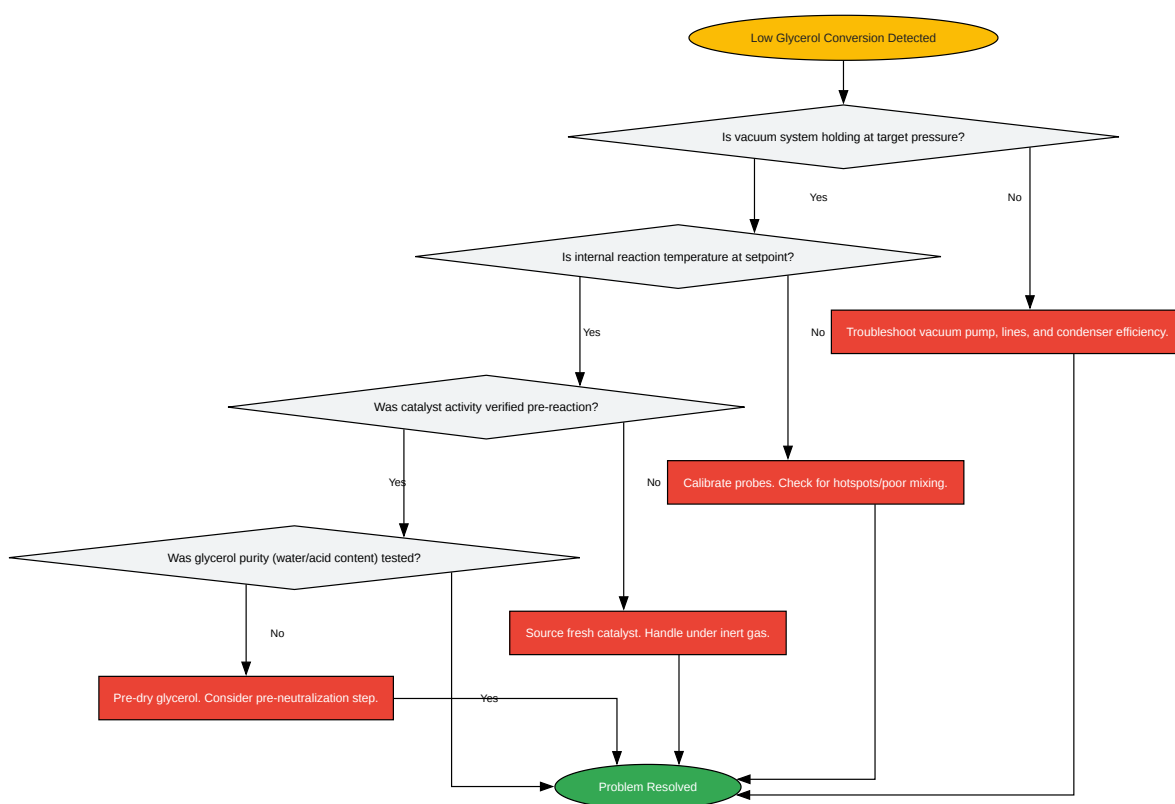 Low Glycerol Conversion Detected
Is vacuum system holding at target pressure?
Yes
No
Is internal reaction temperature at setpoint?
Troubleshoot vacuum pump, lines, and condenser efficiency.
Yes
No
Was catalyst activity verified pre-reaction?
Yes
No
Calibrate probes. Check for hotspots/poor mixing.
Was glycerol purity (water/acid content) tested?
No
Source fresh catalyst. Handle under inert gas.
Pre-dry glycerol. Consider pre-neutralization step.
Yes
Problem Resolved